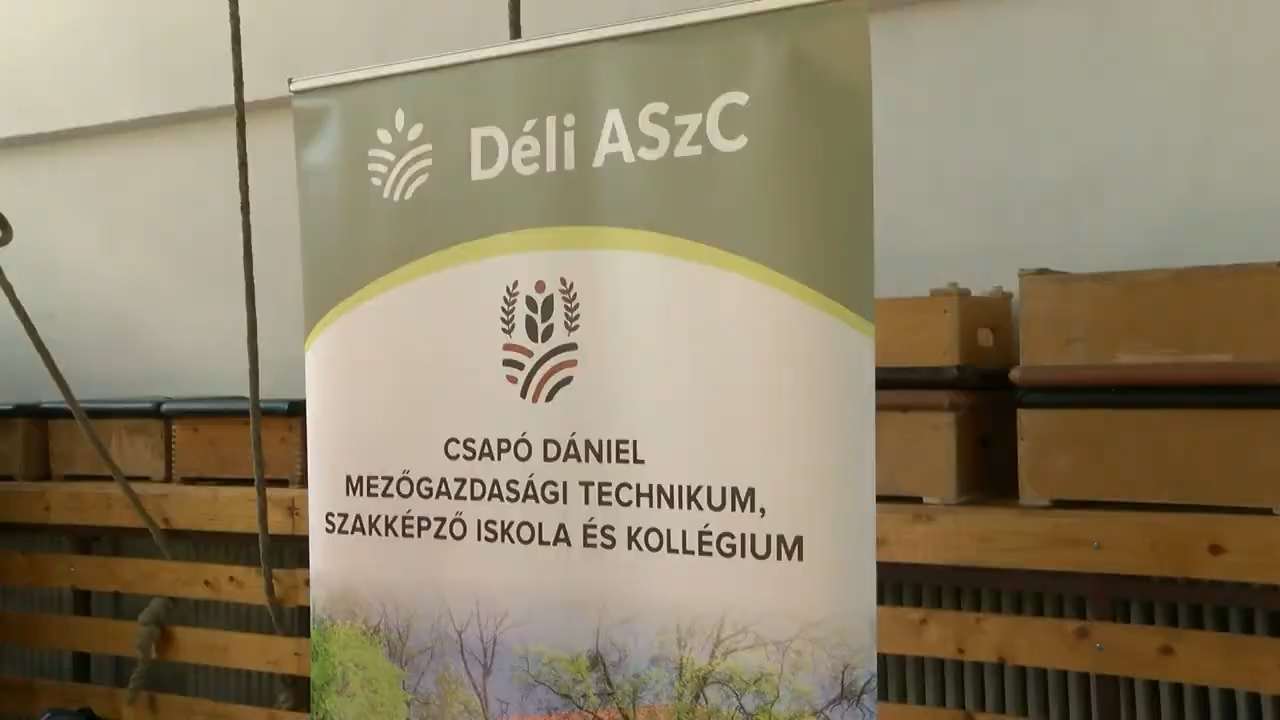 Déli ASzC
CSAPÓ DÁNIEL
MEZŐGAZDASÁGI TECHNIKUM,
SZAKKÉPZŐ ISKOLA ÉS KOLLÉGIUM